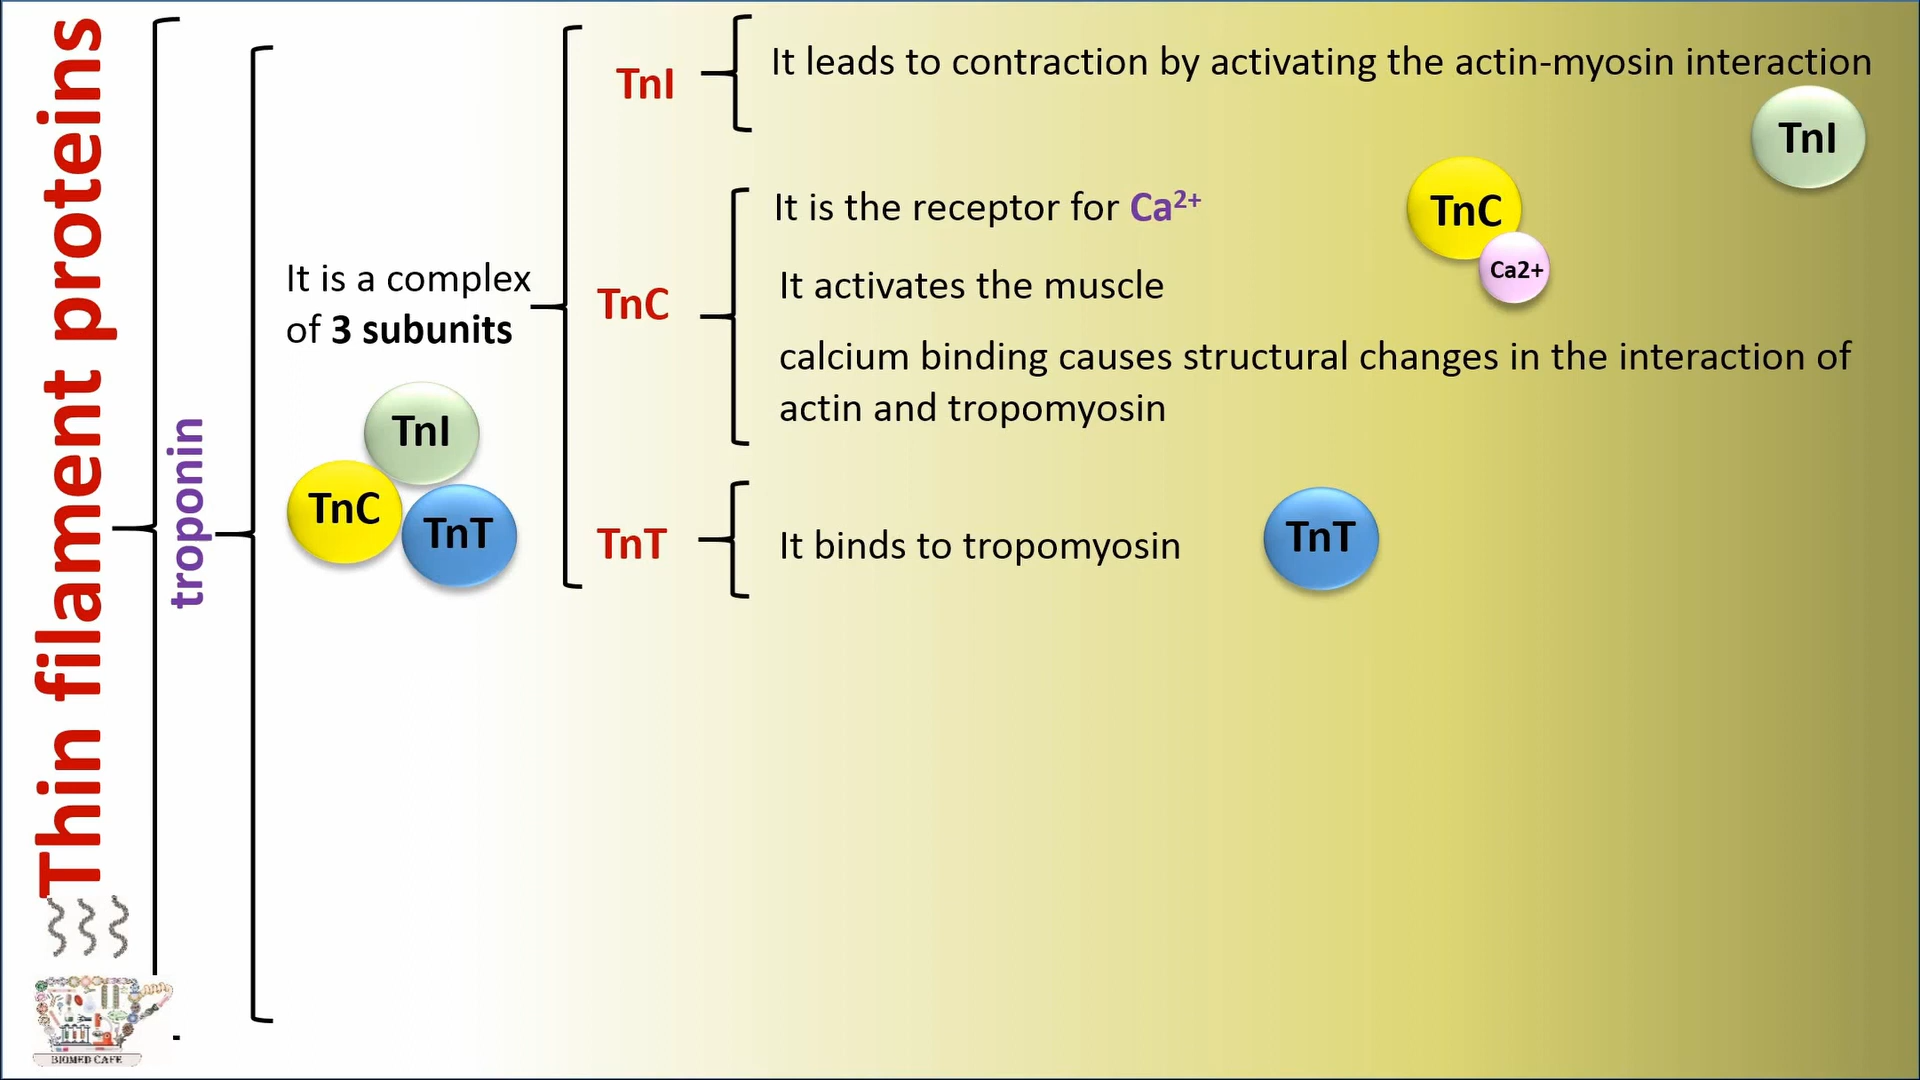 Thin filament proteins
troponin
It is a complex
of 3 subunits
TnI
TnC
TnT
TnI
It leads to contraction by activating the actin-myosin interaction
TnI
TnC
It is the receptor for Ca²⁺
TnC
Ca2+
It activates the muscle
calcium binding causes structural changes in the interaction of
actin and tropomyosin
TnT
It binds to tropomyosin
TnT
BIOMED CAFE